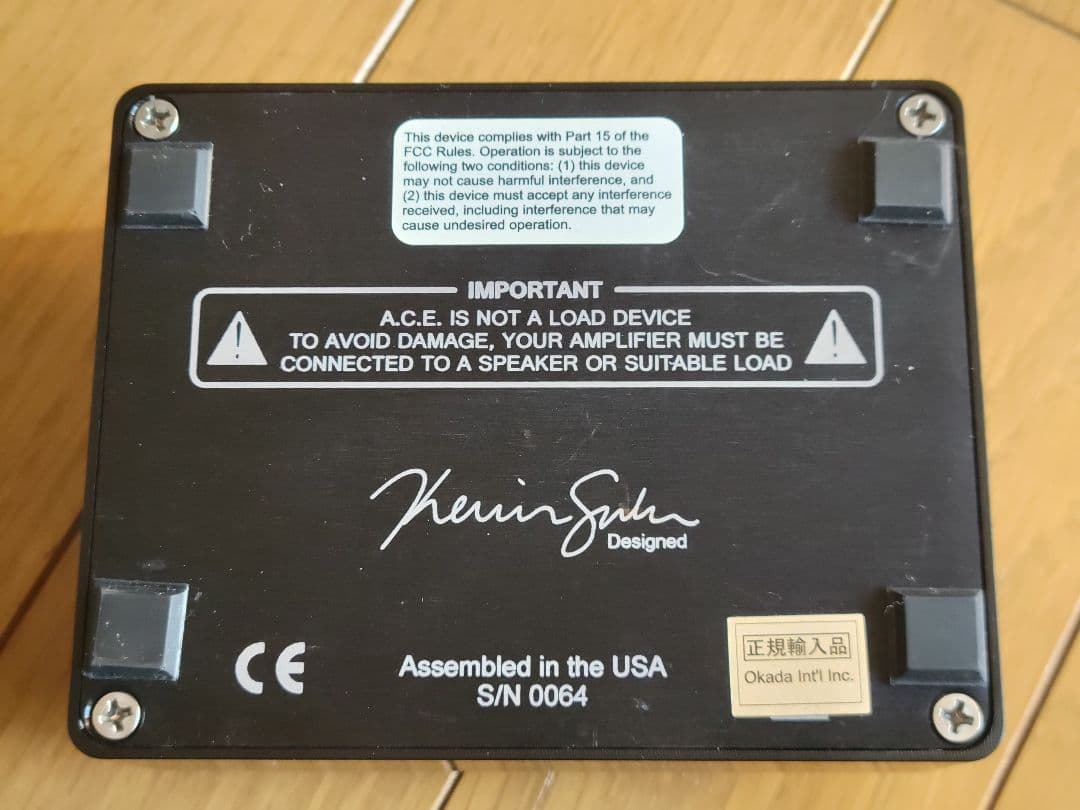 This device complies with Part 15 of the
FCC Rules. Operation is subject to the
following two conditions: (1) this device
may not cause harmful interference, and
(2) this device must accept any interference
received, including interference that may
cause undesired operation.
IMPORTANT
A.C.E. IS NOT A LOAD DEVICE
TO AVOID DAMAGE, YOUR AMPLIFIER MUST BE
CONNECTED TO A SPEAKER OR SUITABLE LOAD
Designed
CE
Assembled in the USA
S/N 0064
正規輸入品
Okada Int'l Inc.